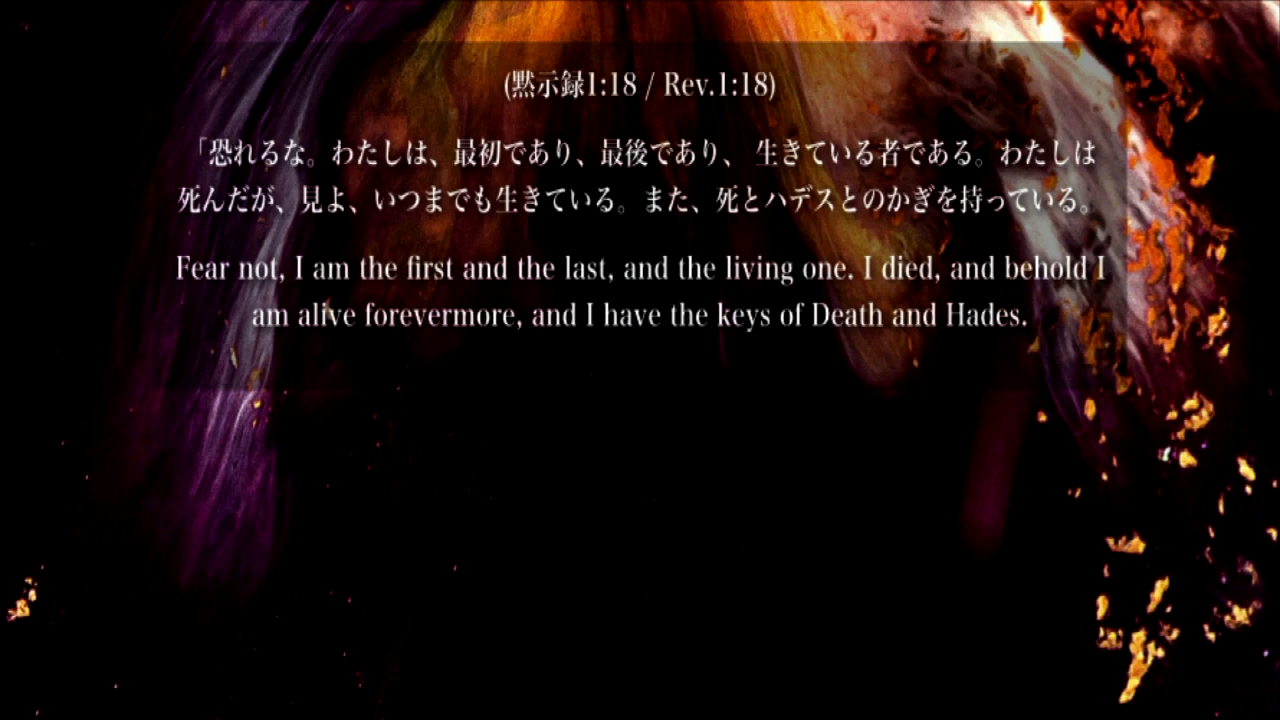 (黙示録1:18 / Rev.1:18)
「恐れるな。わたしは、最初であり、最後であり、 生きている者である。わたしは
死んだが、見よ、いつまでも生きている。また、死とハデスとのかぎを持っている。
Fear not, I am the first and the last, and the living one. I died, and behold I
am alive forevermore, and I have the keys of Death and Hades.